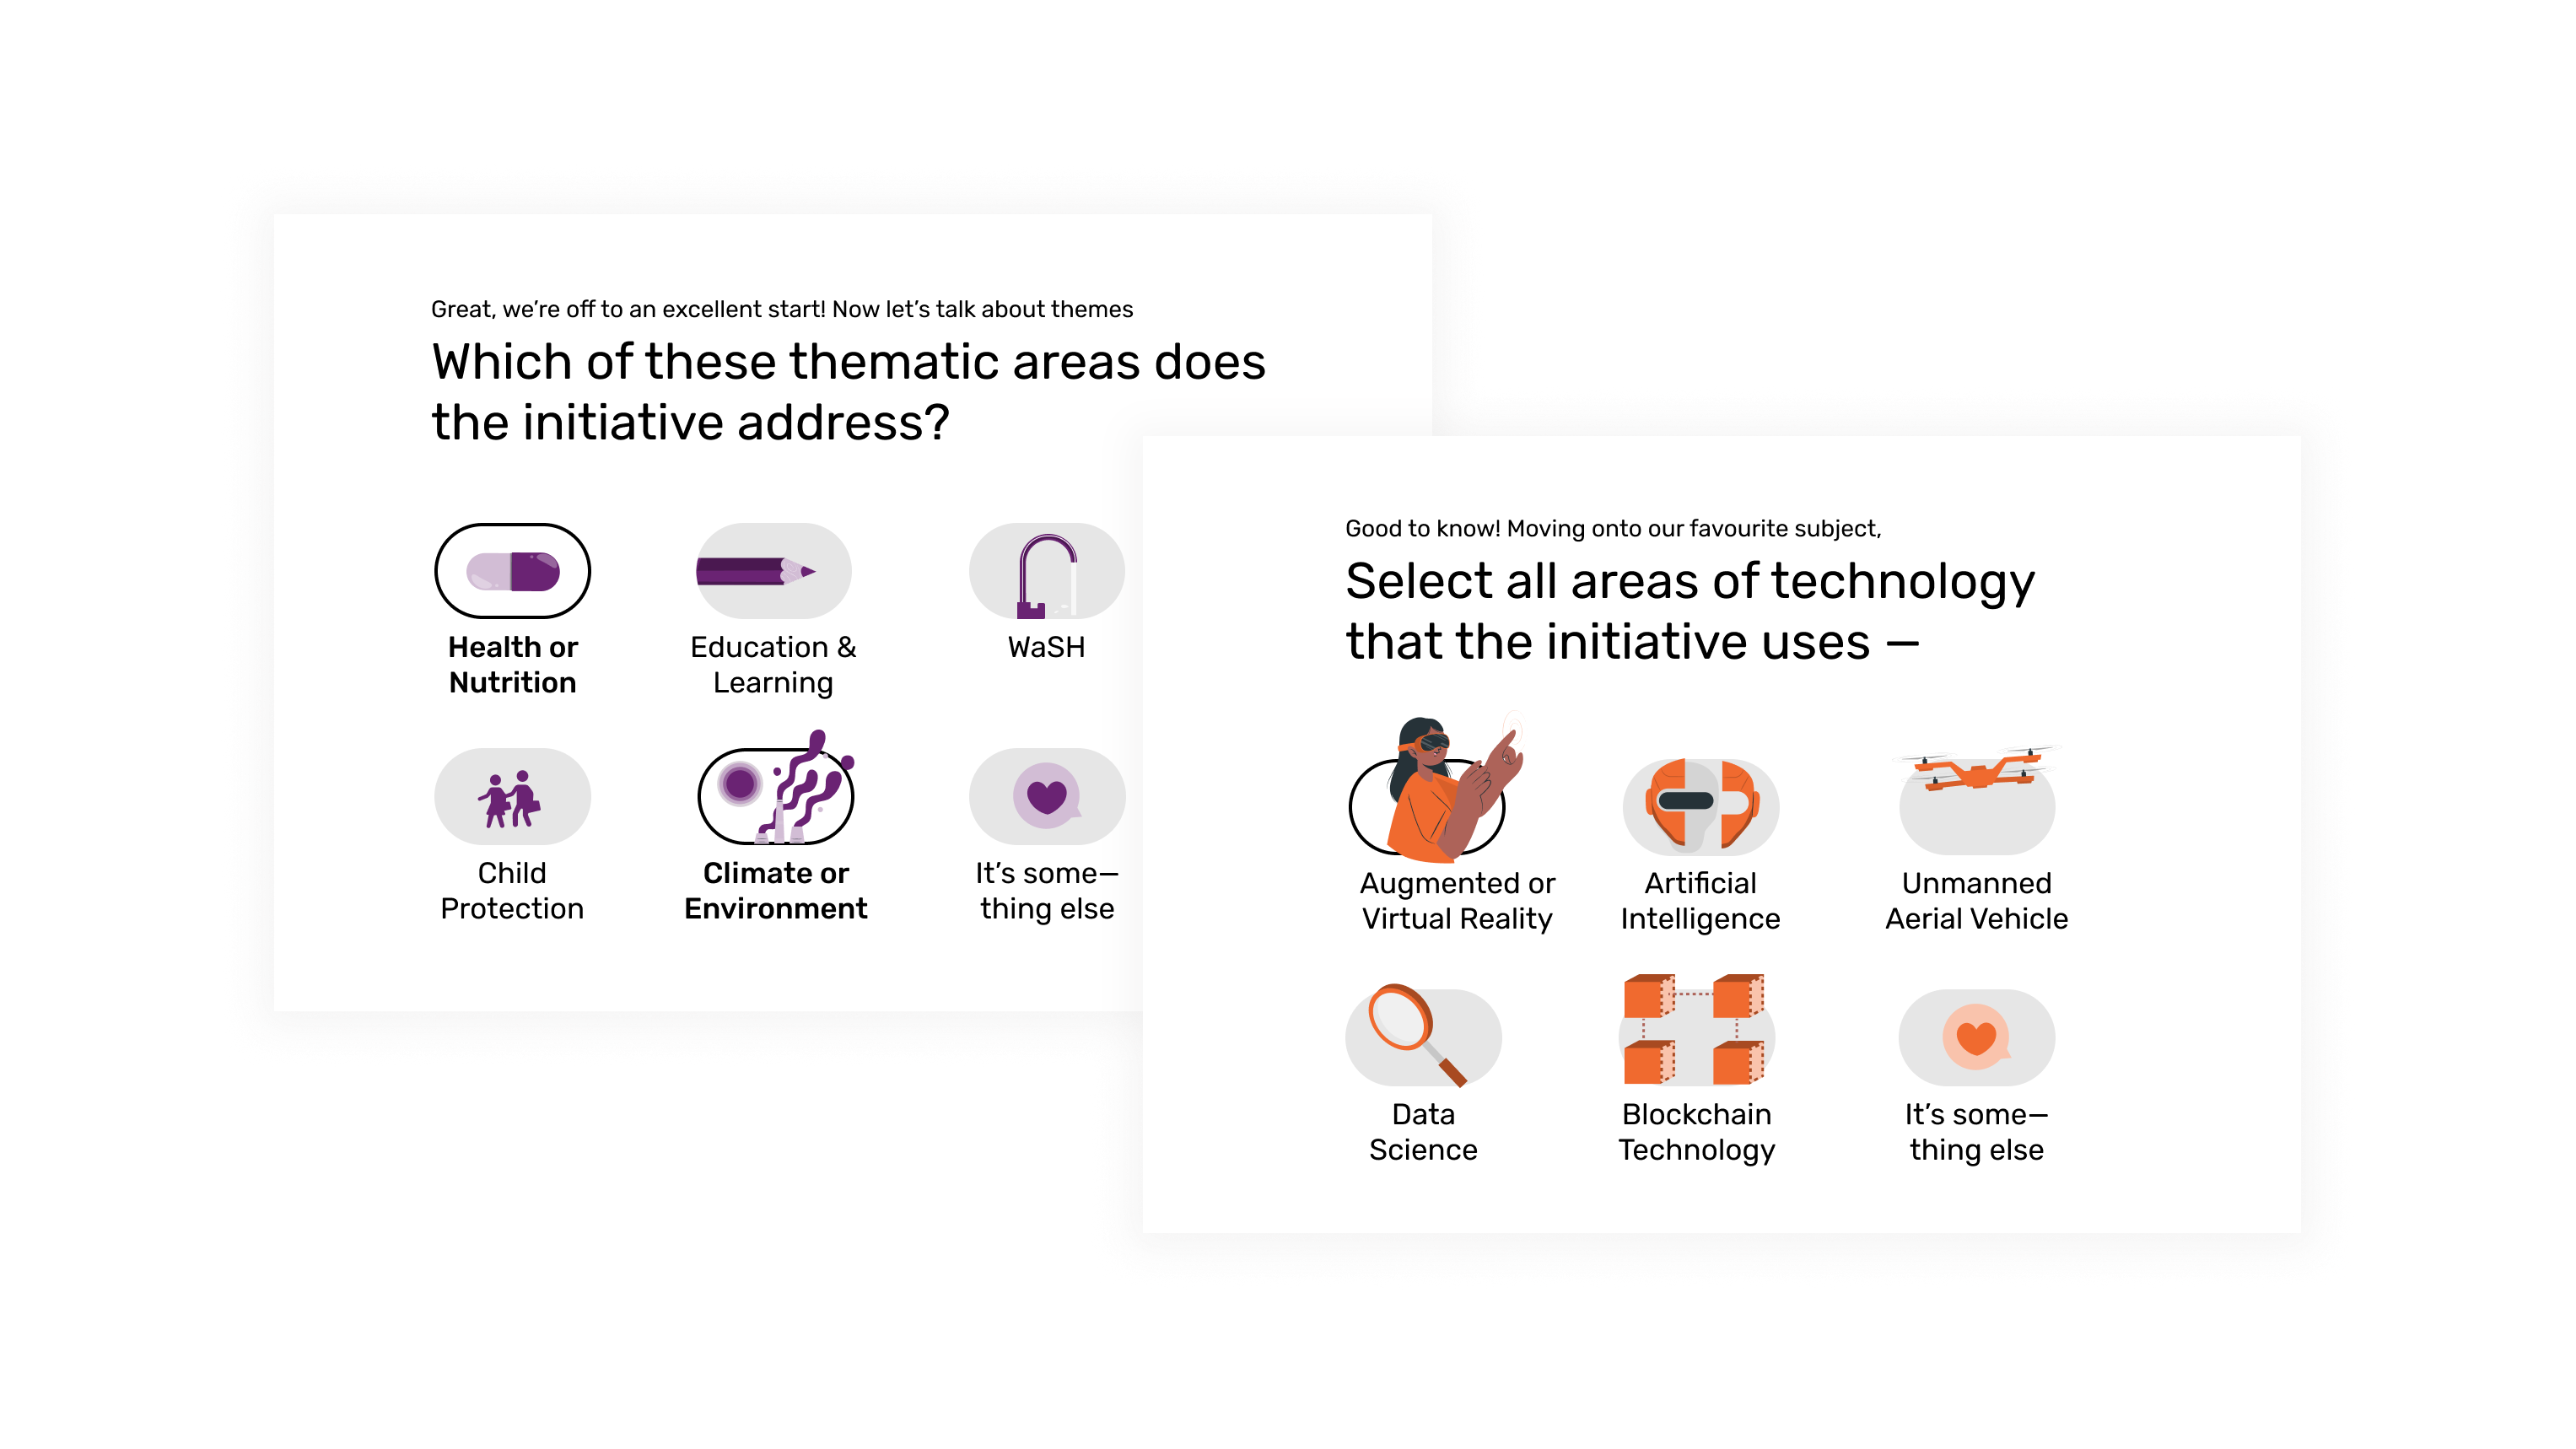 Great, we’re off to an excellent start! Now let’s talk about themes
Which of these thematic areas does
the initiative address?
Health or
Nutrition
Education &
Learning
WaSH
Child
Protection
Climate or
Environment
It’s some—
thing else
Good to know! Moving onto our favourite subject,
Select all areas of technology
that the initiative uses —
Augmented or
Virtual Reality
Artificial
Intelligence
Unmanned
Aerial Vehicle
Data
Science
Blockchain
Technology
It’s some—
thing else